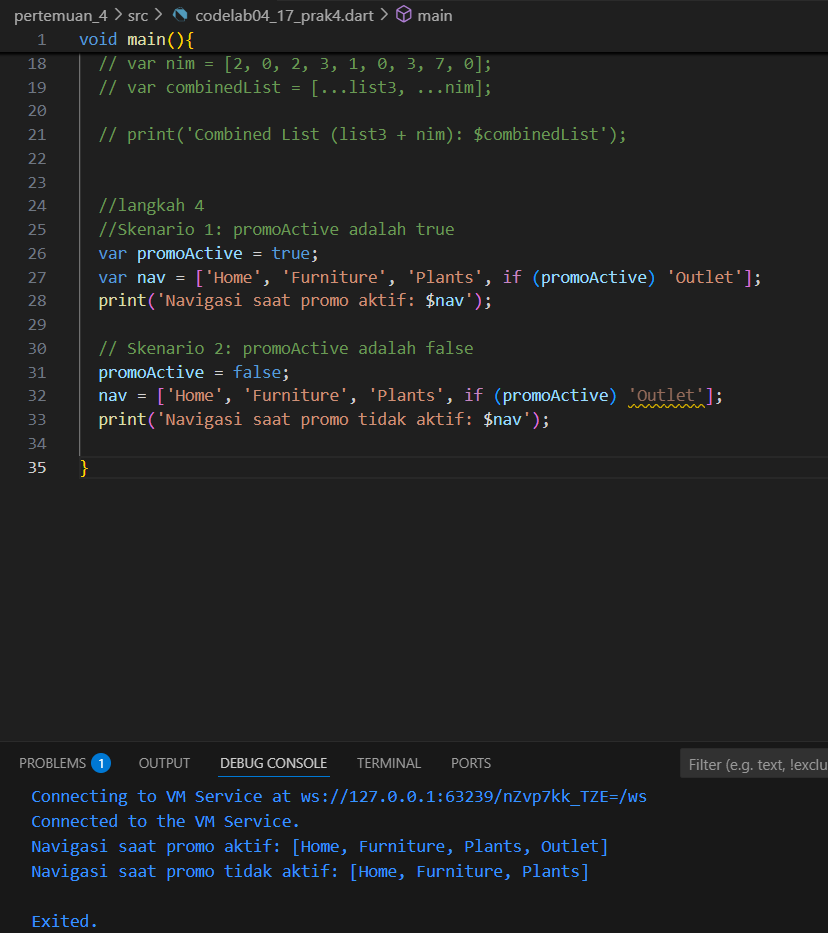 pertemuan_4 > src > codelab04_17_prak4.dart > main
1 void main(){
18 // var nim = [2, 0, 2, 3, 1, 0, 3, 7, 0];
19 // var combinedList = [...list3, ...nim];
20
21 // print('Combined List (list3 + nim): $combinedList');
22
23
24 //langkah 4
25 //Skenario 1: promoActive adalah true
26 var promoActive = true;
27 var nav = ['Home', 'Furniture', 'Plants', if (promoActive) 'Outlet'];
28 print('Navigasi saat promo aktif: $nav');
29
30 // Skenario 2: promoActive adalah false
31 promoActive = false;
32 nav = ['Home', 'Furniture', 'Plants', if (promoActive) 'Outlet'];
33 print('Navigasi saat promo tidak aktif: $nav');
34
35 }
PROBLEMS 1 OUTPUT DEBUG CONSOLE TERMINAL PORTS Filter (e.g. text, !exclu
Connecting to VM Service at ws://127.0.0.1:63239/nZvp7kk_TZE=/ws
Connected to the VM Service.
Navigasi saat promo aktif: [Home, Furniture, Plants, Outlet]
Navigasi saat promo tidak aktif: [Home, Furniture, Plants]
Exited.